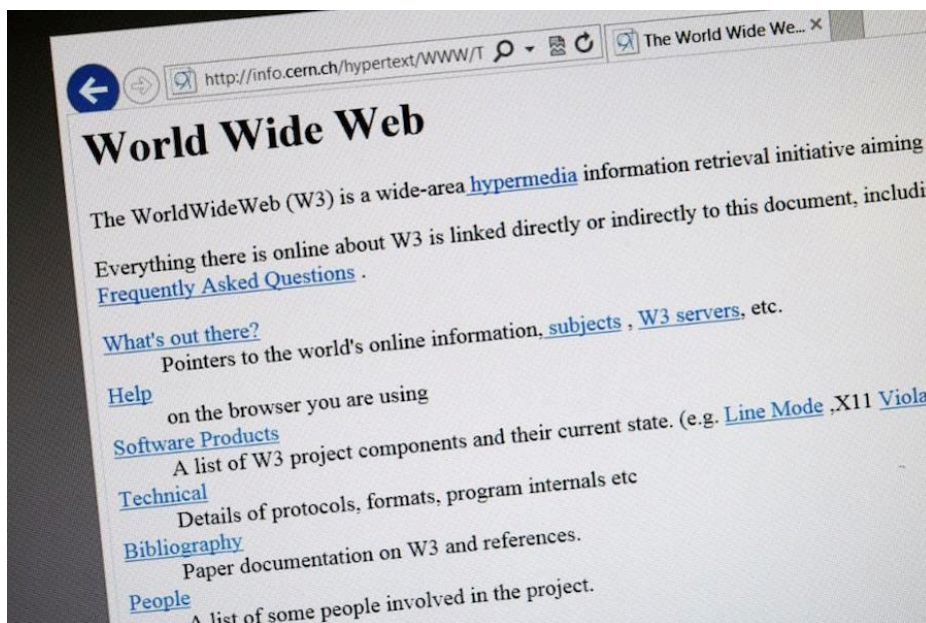 http://info.cern.ch/hypertext/WWW/T
The World Wide We...
World Wide Web
The WorldWideWeb (W3) is a wide-area hypermedia information retrieval initiative aiming
Everything there is online about W3 is linked directly or indirectly to this document, includi
Frequently Asked Questions .
What's out there?
Pointers to the world's online information, subjects , W3 servers, etc.
Help
on the browser you are using
Software Products
A list of W3 project components and their current state. (e.g. Line Mode ,X11 Viola
Technical
Details of protocols, formats, program internals etc
Bibliography
Paper documentation on W3 and references.
People
A list of some people involved in the project.